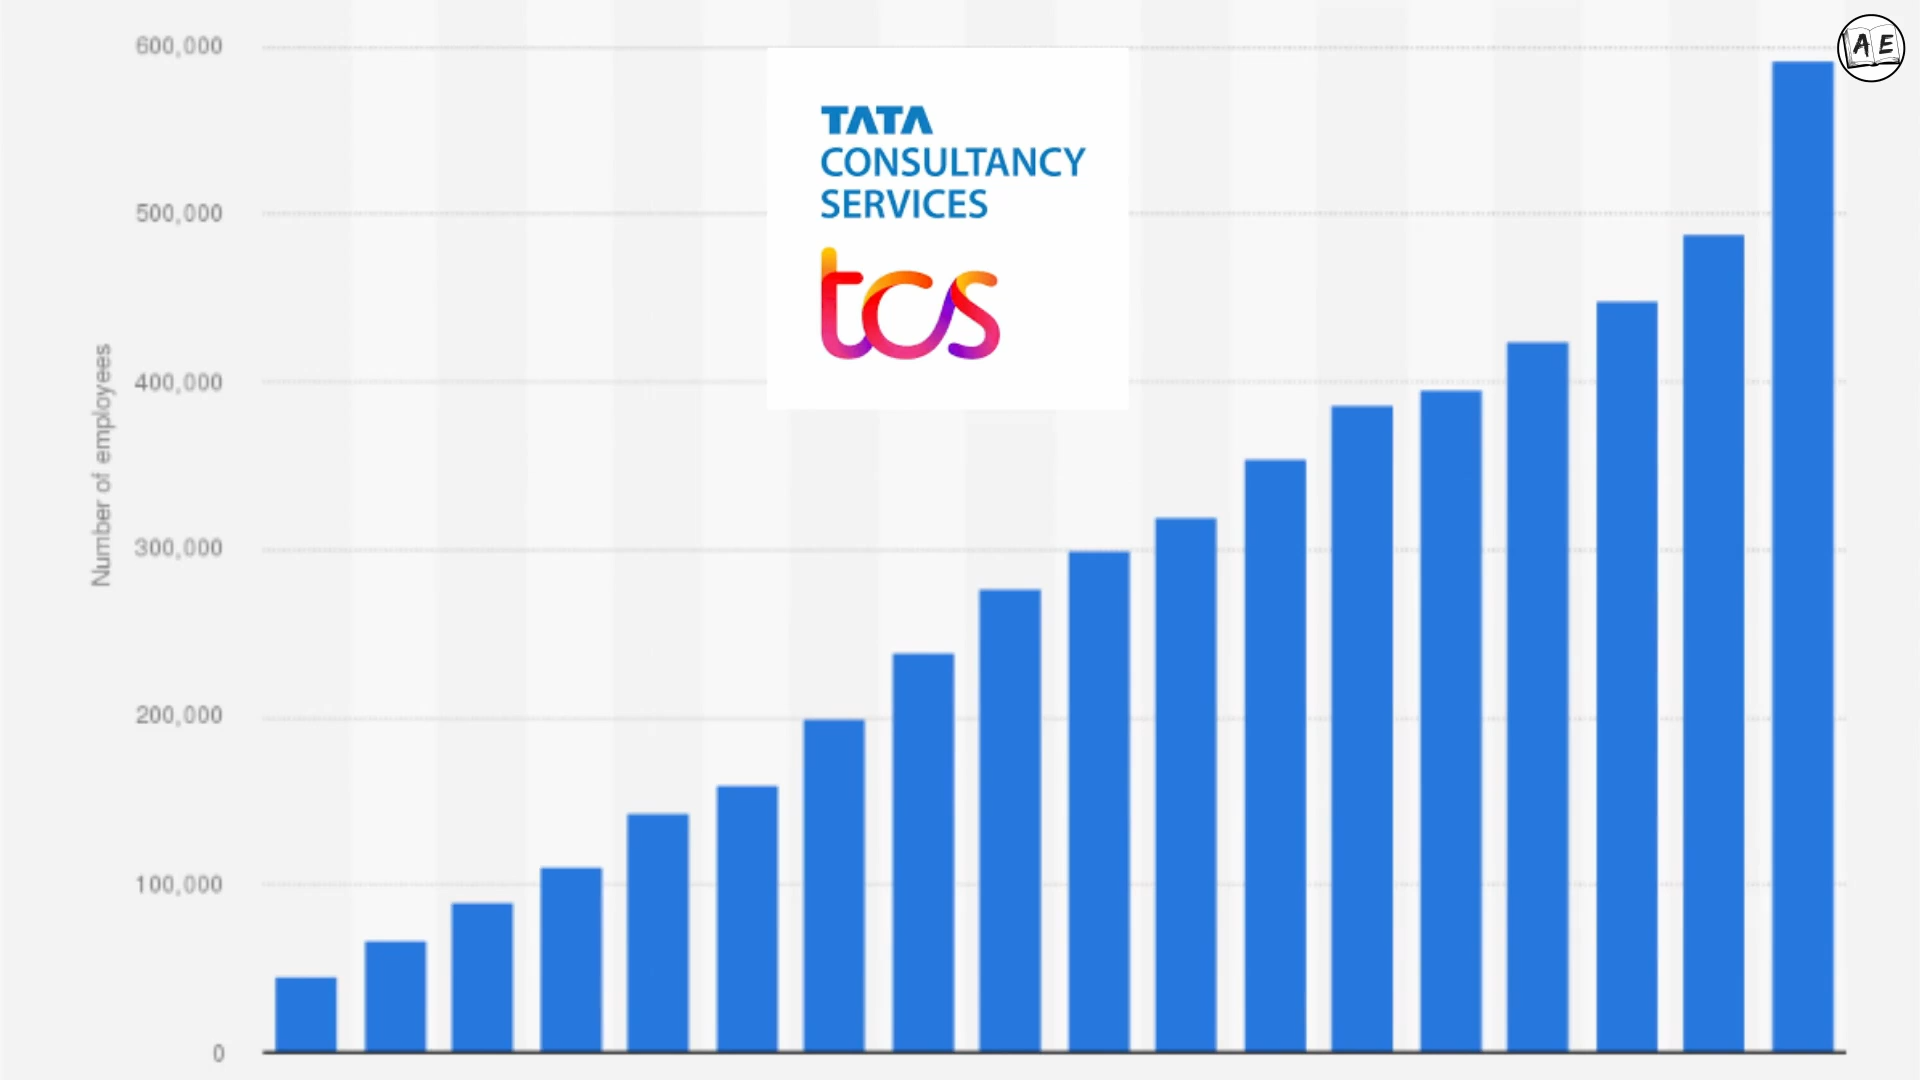 600,000
500,000
400,000
300,000
200,000
100,000
0
Number of employees
TATA
CONSULTANCY
SERVICES
tcs
A E